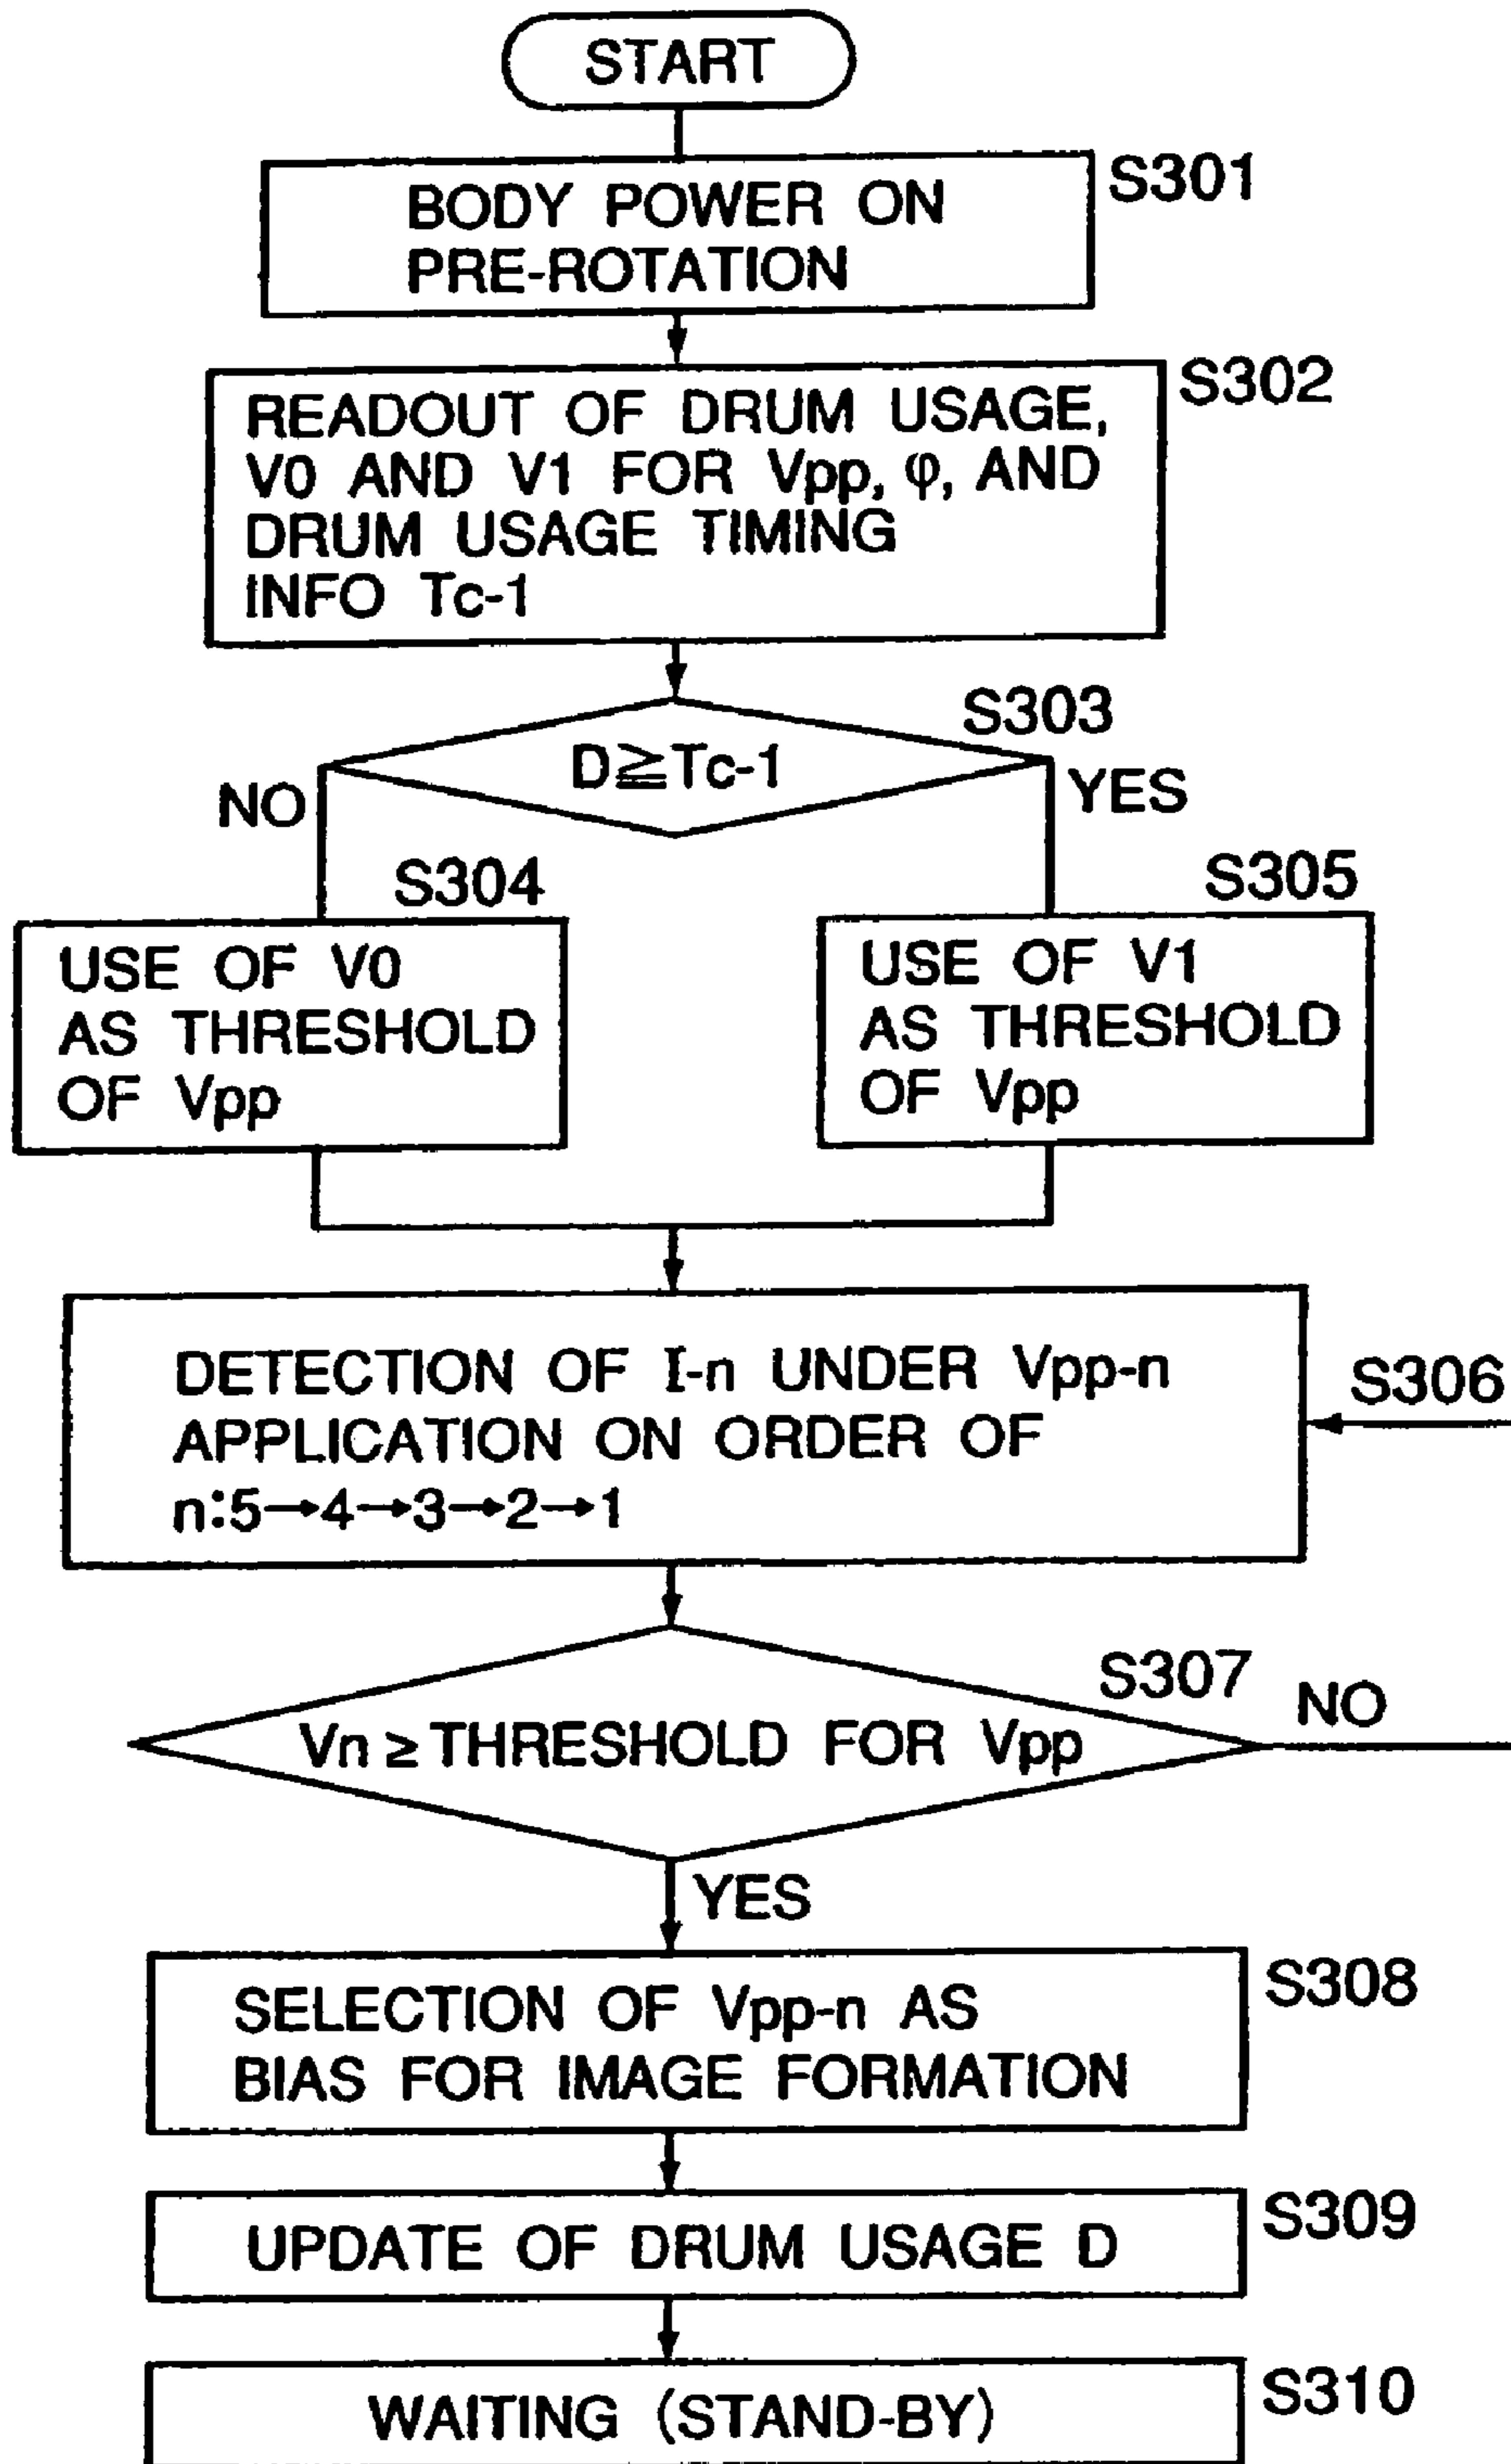 START
S301
BODY POWER ON
PRE-ROTATION
S302
READOUT OF DRUM USAGE,
V0 AND V1 FOR Vpp, φ, AND
DRUM USAGE TIMING
INFO Tc-1
S303
D≧Tc-1
NO
YES
S304
USE OF V0
AS THRESHOLD
OF Vpp
S305
USE OF V1
AS THRESHOLD
OF Vpp
S306
DETECTION OF I-n UNDER Vpp-n
APPLICATION ON ORDER OF
n:5→4→3→2→1
S307
Vn ≥ THRESHOLD FOR Vpp
NO
YES
S308
SELECTION OF Vpp-n AS
BIAS FOR IMAGE FORMATION
S309
UPDATE OF DRUM USAGE D
S310
WAITING (STAND-BY)